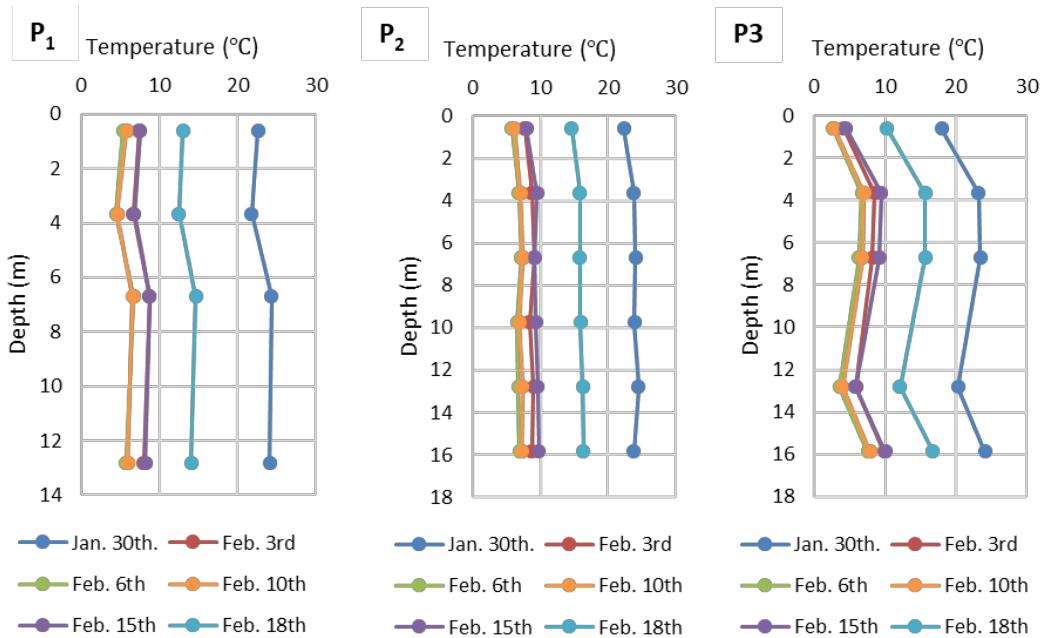 P1
Temperature (°C)
0 10 20 30
0
2
4
6
8
10
12
14
Depth (m)
Jan. 30th. Feb. 3rd
Feb. 6th Feb. 10th
Feb. 15th Feb. 18th
P2
Temperature (°C)
0 10 20 30
0
2
4
6
8
10
12
14
16
18
Depth (m)
Jan. 30th. Feb. 3rd
Feb. 6th Feb. 10th
Feb. 15th Feb. 18th
P3
Temperature (°C)
0 10 20 30
0
2
4
6
8
10
12
14
16
18
Depth (m)
Jan. 30th. Feb. 3rd
Feb. 6th Feb. 10th
Feb. 15th Feb. 18th